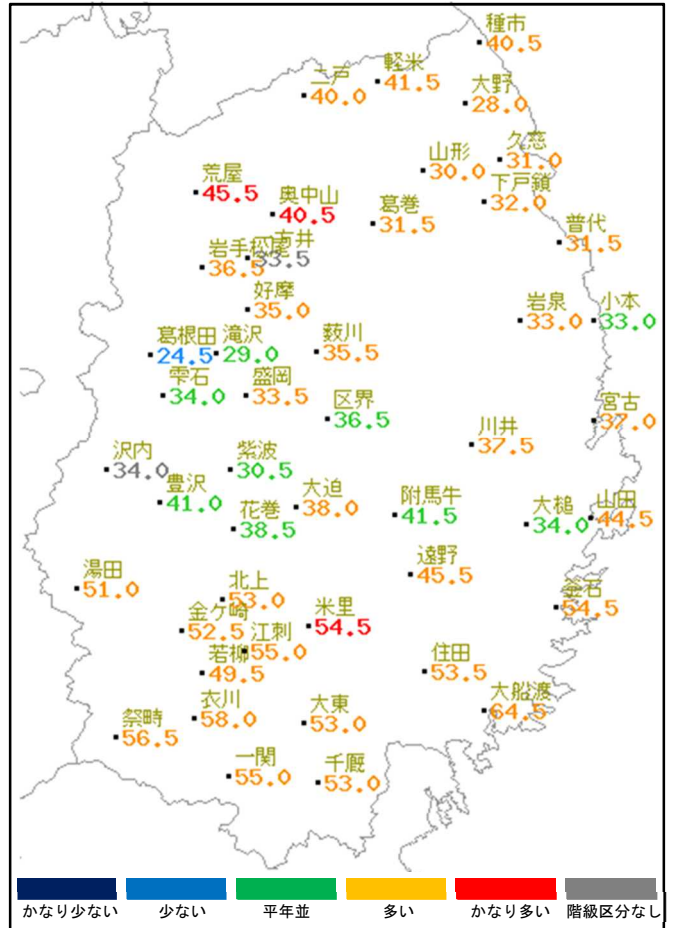 種市
40.5
軽米
41.5
二戸
40.0
大野
28.0
久慈
31.0
山形
30.0
荒屋
45.5
下戸鎖
32.0
奥中山
40.5
葛巻
31.5
普代
31.5
一方井
33.5
岩手松尾
36.5
好摩
35.0
岩泉
33.0
小本
33.0
葛根田
24.5
滝沢
29.0
薮川
35.5
雫石
34.0
盛岡
33.5
区界
36.5
宮古
37.0
川井
37.5
沢内
34.0
紫波
30.5
豊沢
41.0
大迫
38.0
花巻
38.5
附馬牛
41.5
大槌
34.0
山田
44.5
遠野
45.5
湯田
51.0
北上
53.0
釜石
54.5
金ケ崎
52.5
米里
54.5
江刺
55.0
若柳
49.5
住田
53.5
大船渡
64.5
衣川
58.0
大東
53.0
祭畤
56.5
一関
55.0
千厩
53.0
かなり少ない 少ない 平年並 多い かなり多い 階級区分なし